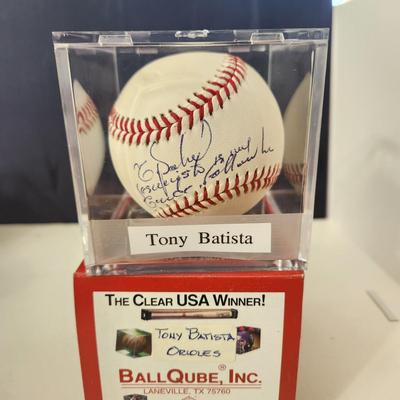 Tony Batista
THE CLEAR USA WINNER!
TONY BATISTA
ORIOLES
BALLQUBE, INC.
LANEVILLE, TX 75760